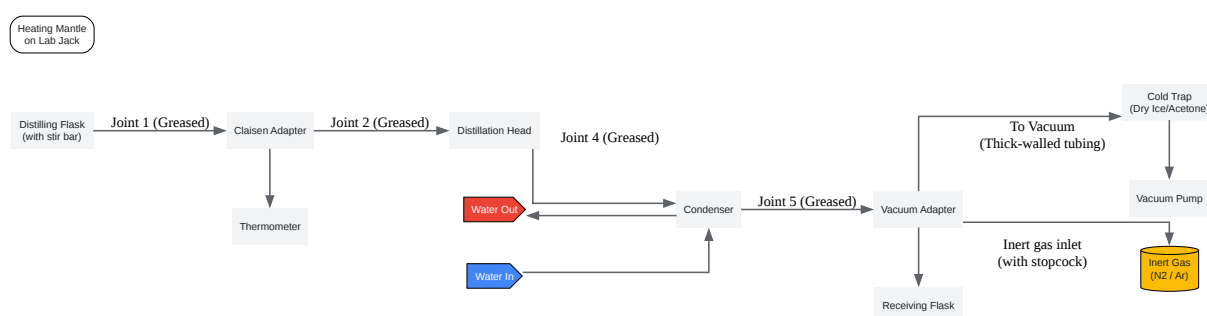 Heating Mantle
on Lab Jack
Distilling Flask
(with stir bar)
Joint 1 (Greased)
Claisen Adapter
Joint 2 (Greased)
Distillation Head
Joint 4 (Greased)
Cold Trap
(Dry Ice/Acetone)
To Vacuum
(Thick-walled tubing)
Thermometer
Water Out
Condenser
Joint 5 (Greased)
Vacuum Adapter
Vacuum Pump
Water In
Inert gas inlet
(with stopcock)
Inert Gas
(N2 / Ar)
Receiving Flask